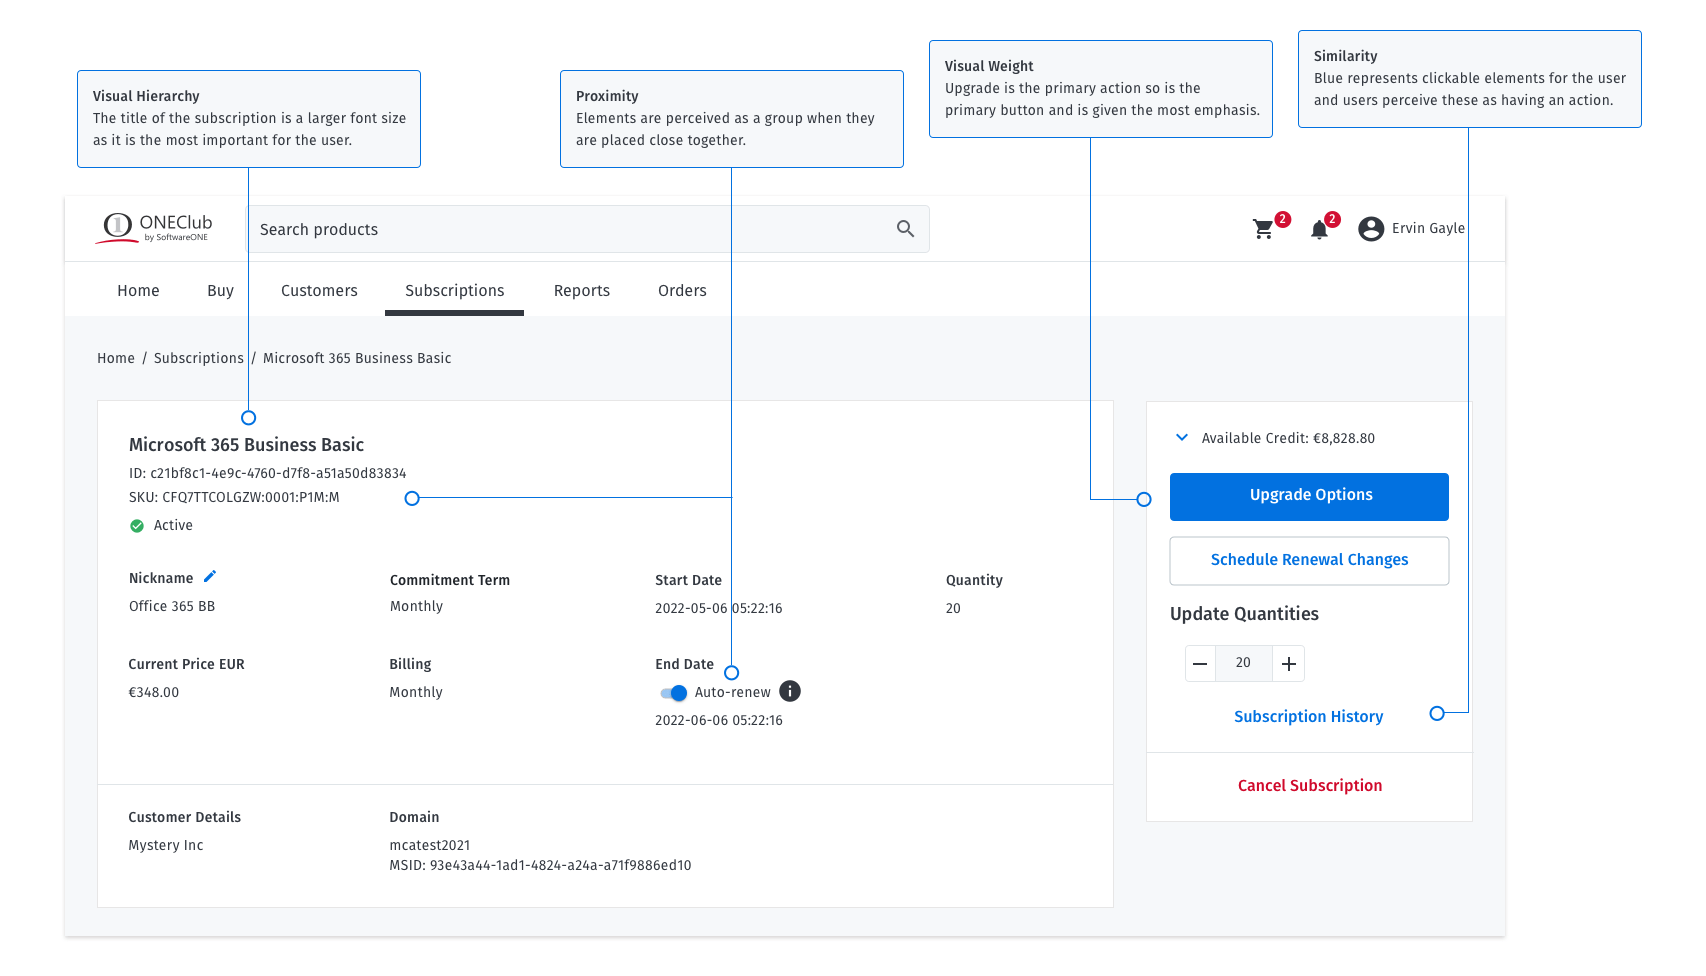 Similarity
Blue represents clickable elements for the user
and users perceive these as having an action.
Visual Weight
Upgrade is the primary action so is the
primary button and is given the most emphasis.
Visual Hierarchy
The title of the subscription is a larger font size
as it is the most important for the user.
Proximity
Elements are perceived as a group when they
are placed close together.
1 ONEClub
by SoftwareONE
Search products
2
2
Ervin Gayle
Home Buy Customers Subscriptions Reports Orders
Home / Subscriptions / Microsoft 365 Business Basic
Microsoft 365 Business Basic
ID: c21bf8c1-4e9c-4760-d7f8-a51a50d83834
SKU: CFQ7TTCOLGZW:0001:P1M:M
Active
Nickname
Office 365 BB
Commitment Term
Monthly
Start Date
2022-05-06 05:22:16
Quantity
20
Current Price EUR
€348.00
Billing
Monthly
End Date
Auto-renew i
2022-06-06 05:22:16
Customer Details
Mystery Inc
Domain
mcatest2021
MSID: 93e43a44-1ad1-4824-a24a-a71f9886ed10
Available Credit: €8,828.80
Upgrade Options
Schedule Renewal Changes
Update Quantities
20
Subscription History
Cancel Subscription